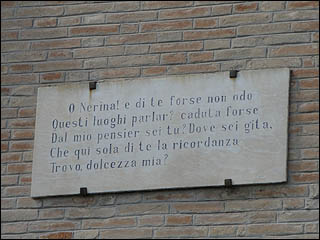 O Nerina! e di te forse non odo
Questi luoghi parlar? caduta forse
Dal mio pensier sei tu? Dove sei gita,
Che qui sola di te la ricordanza
Trovo, dolcezza mia?